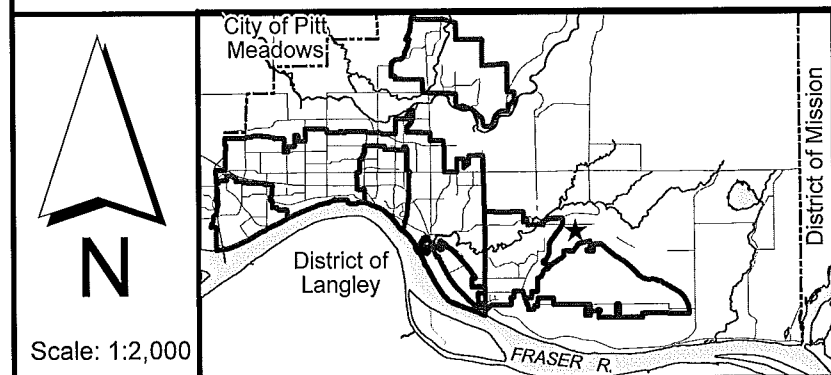 City of Pitt
Meadows
District of Mission
District of
Langley
N
Scale: 1:2,000
FRASER R.